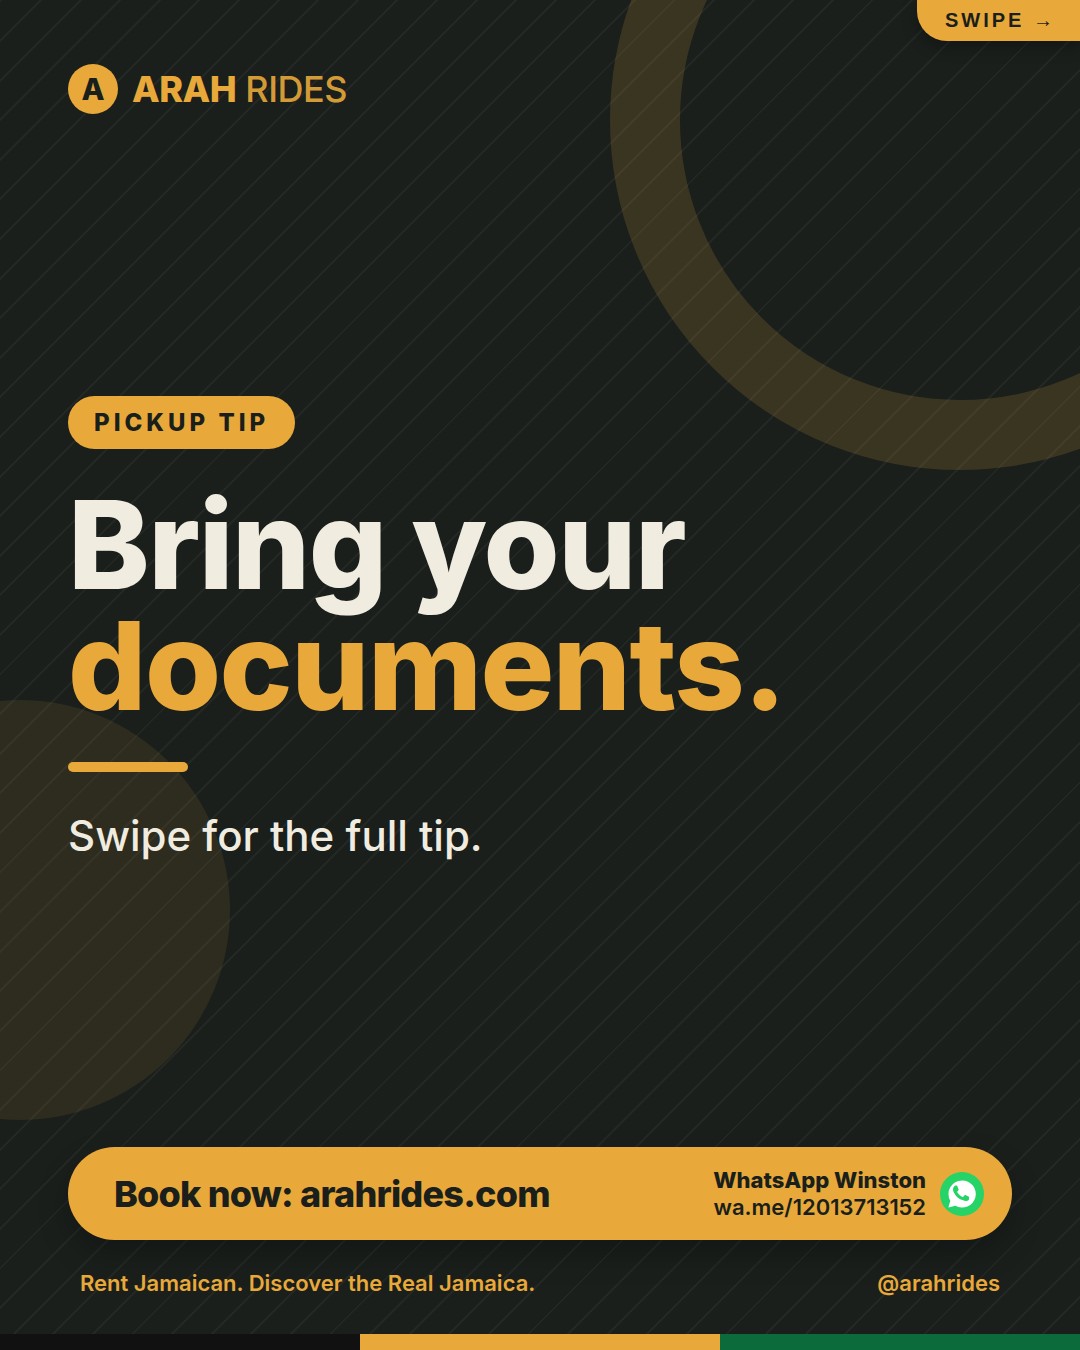 SWIPE →
A ARAH RIDES
PICKUP TIP
Bring your
documents.
Swipe for the full tip.
Book now: arahrides.com
WhatsApp Winston
wa.me/12013713152
Rent Jamaican. Discover the Real Jamaica.
@arahrides